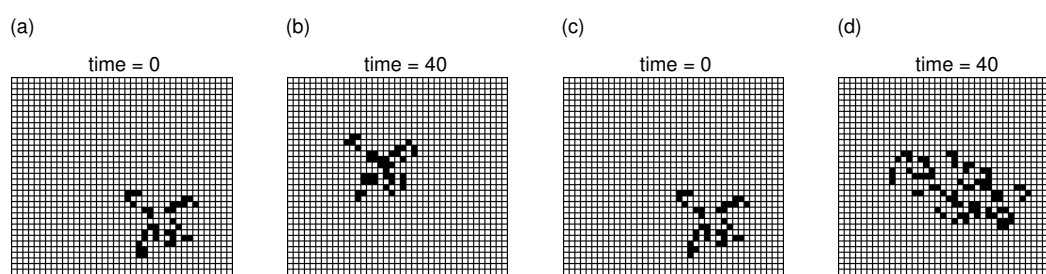 (a)
(b)
(c)
(d)
time = 0
time = 40
time = 0
time = 40